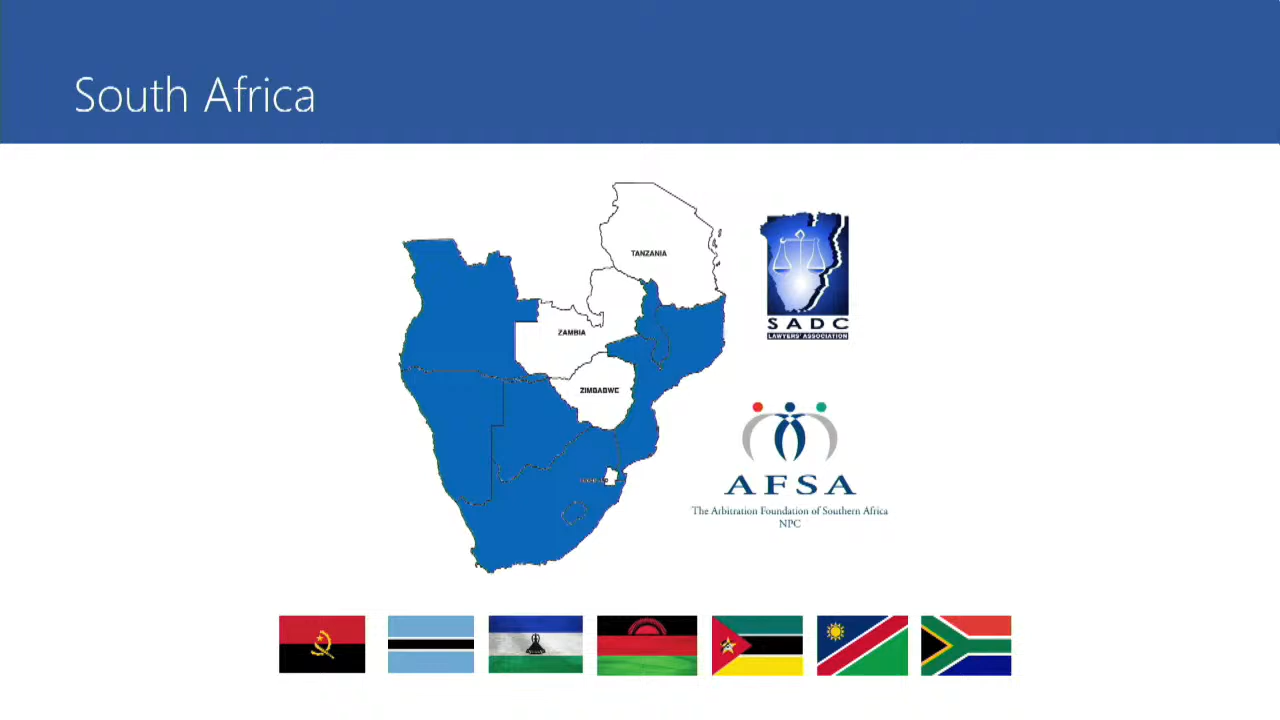 South Africa
TANZANIA
ZAMBIA
ZIMBABWE
SADC
LAWYERS' ASSOCIATION
AFSA
The Arbitration Foundation of Southern Africa
NPC